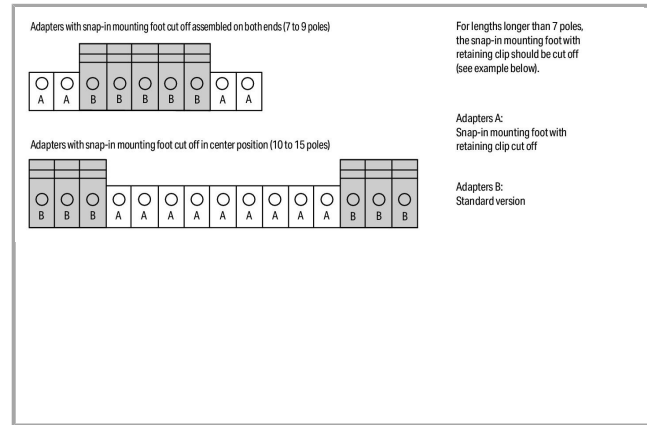 Adapters with snap-in mounting foot cut off assembled on both ends (7 to 9 poles)
A A B B B B B A A
Adapters with snap-in mounting foot cut off in center position (10 to 15 poles)
B B B A A A A A A A A A B B B
For lengths longer than 7 poles,
the snap-in mounting foot with
retaining clip should be cut off
(see example below).
Adapters A:
Snap-in mounting foot with
retaining clip cut off
Adapters B:
Standard version